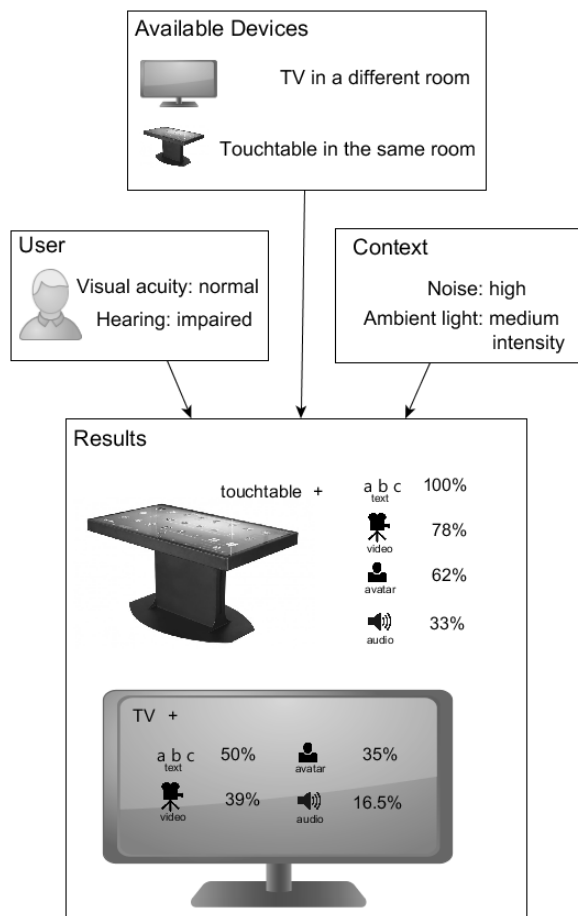 Available Devices
TV in a different room
Touchtable in the same room
User
Visual acuity: normal
Hearing: impaired
Context
Noise: high
Ambient light: medium
intensity
Results
touchtable +
a b c 100%
text
78%
video
62%
avatar
33%
audio
TV +
a b c 50%
text
35%
avatar
39%
video
16.5%
audio